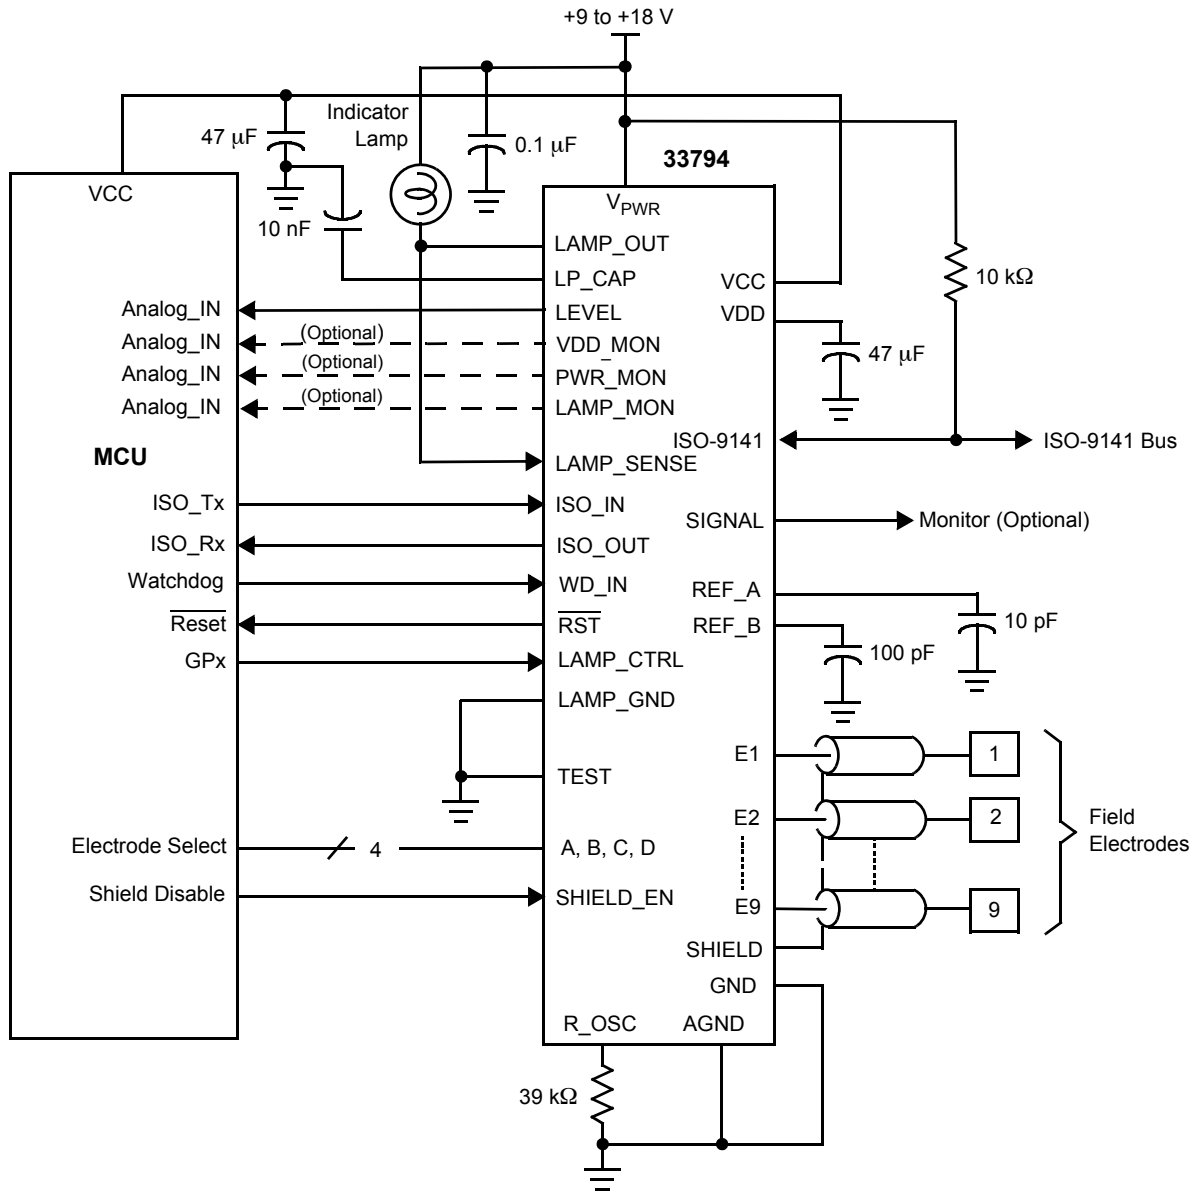 +9 to +18 V
Indicator
Lamp
47 μF
0.1 μF
33794
VCC
VPWR
10 nF
LAMP_OUT
LP_CAP
VCC
10 kΩ
Analog_IN
LEVEL
VDD
Analog_IN
(Optional)
VDD_MON
47 μF
Analog_IN
(Optional)
PWR_MON
Analog_IN
(Optional)
LAMP_MON
ISO-9141
ISO-9141 Bus
MCU
LAMP_SENSE
ISO_Tx
ISO_IN
SIGNAL
Monitor (Optional)
ISO_Rx
ISO_OUT
Watchdog
WD_IN
REF_A
Reset
RST
REF_B
10 pF
GPx
LAMP_CTRL
100 pF
LAMP_GND
E1
1
TEST
E2
2
Field
Electrodes
Electrode Select
4
A, B, C, D
Shield Disable
SHIELD_EN
E9
9
SHIELD
GND
R_OSC
AGND
39 kΩ